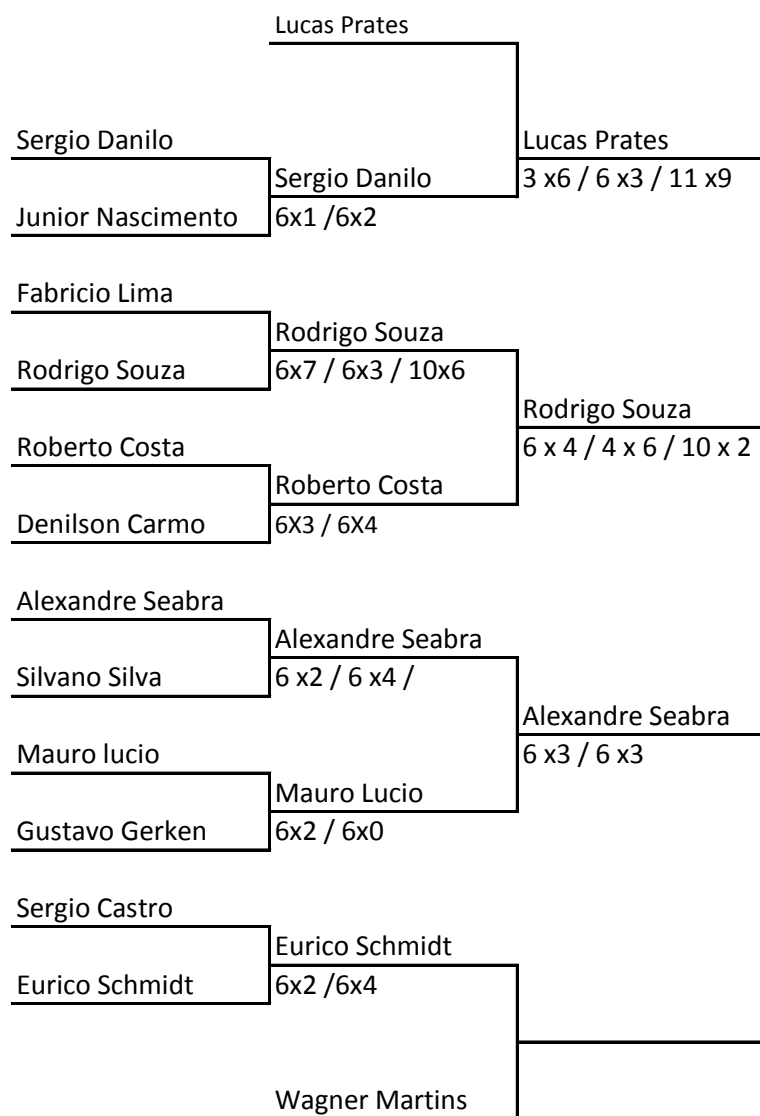 Lucas Prates
Sergio Danilo
Lucas Prates
Sergio Danilo
3 x6 / 6 x3 / 11 x9
Junior Nascimento
6x1 /6x2
Fabricio Lima
Rodrigo Souza
Rodrigo Souza
6x7 / 6x3 / 10x6
Rodrigo Souza
Roberto Costa
6 x 4 / 4 x 6 / 10 x 2
Roberto Costa
Denilson Carmo
6X3 / 6X4
Alexandre Seabra
Alexandre Seabra
Silvano Silva
6 x2 / 6 x4 /
Alexandre Seabra
Mauro lucio
6 x3 / 6 x3
Mauro Lucio
Gustavo Gerken
6x2 / 6x0
Sergio Castro
Eurico Schmidt
Eurico Schmidt
6x2 /6x4
Wagner Martins